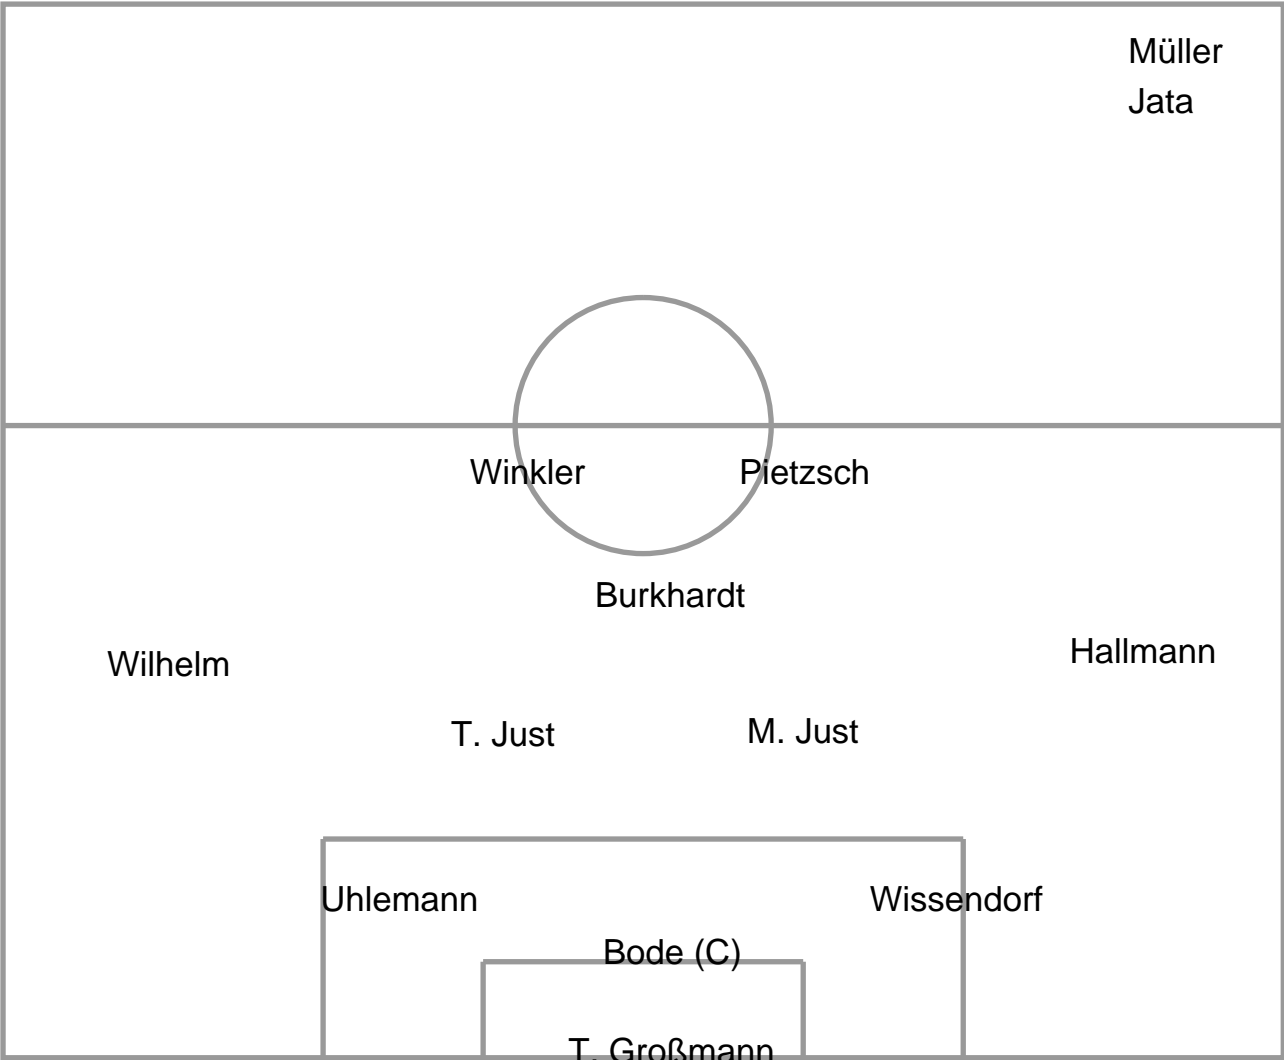 Müller
Jata
Winkler Pietzsch
Burkhardt
Wilhelm Hallmann
T. Just M. Just
Uhlemann Wissendorf
Bode (C)
T. Großmann